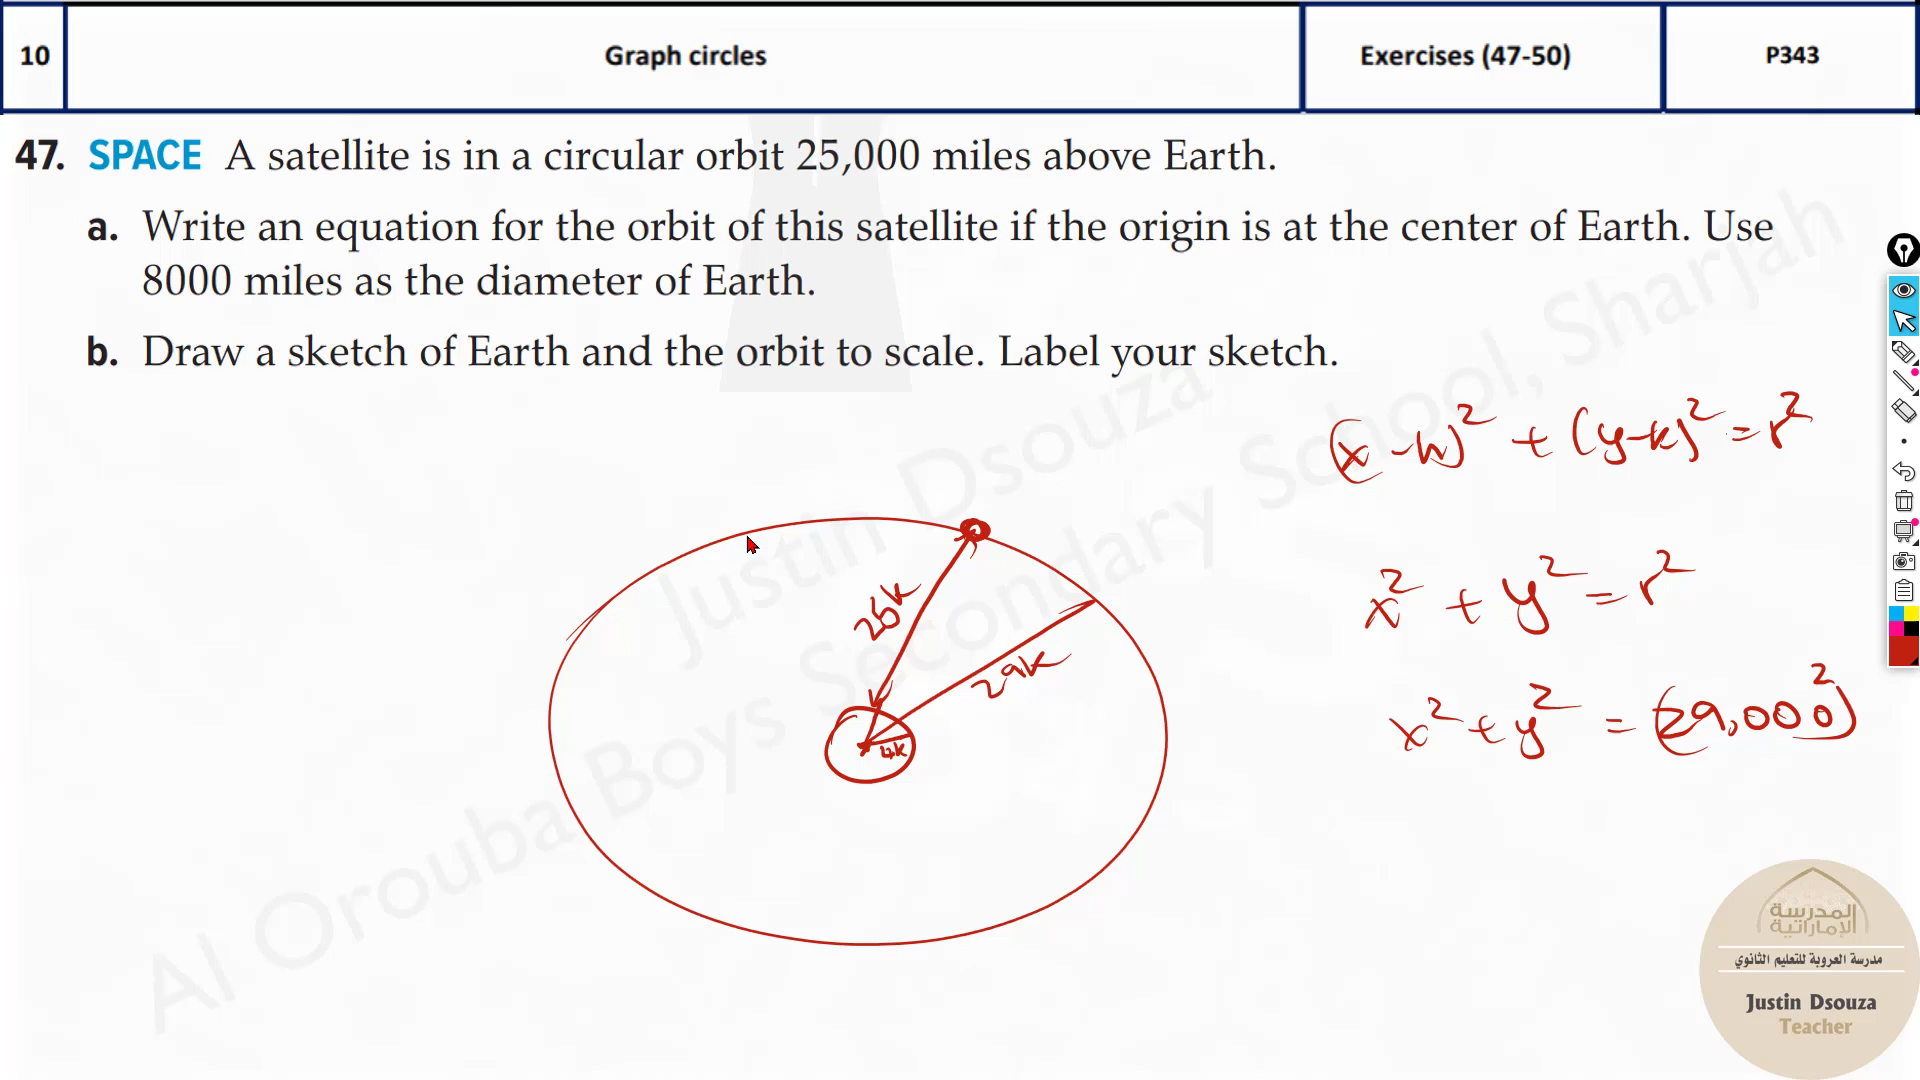 10 Graph circles Exercises (47-50) P343
47. SPACE A satellite is in a circular orbit 25,000 miles above Earth.
a. Write an equation for the orbit of this satellite if the origin is at the center of Earth. Use
8000 miles as the diameter of Earth.
b. Draw a sketch of Earth and the orbit to scale. Label your sketch.
(x-h)² + (y-k)² = r²
x² + y² = r²
x² + y² = (29,000²)
25k
29k
4k
Justin Dsouza
Al Orouba Boys Secondary School, Sharjah
المدرسة
الإماراتية
مدرسة العروبة للتعليم الثانوي
Justin Dsouza
Teacher